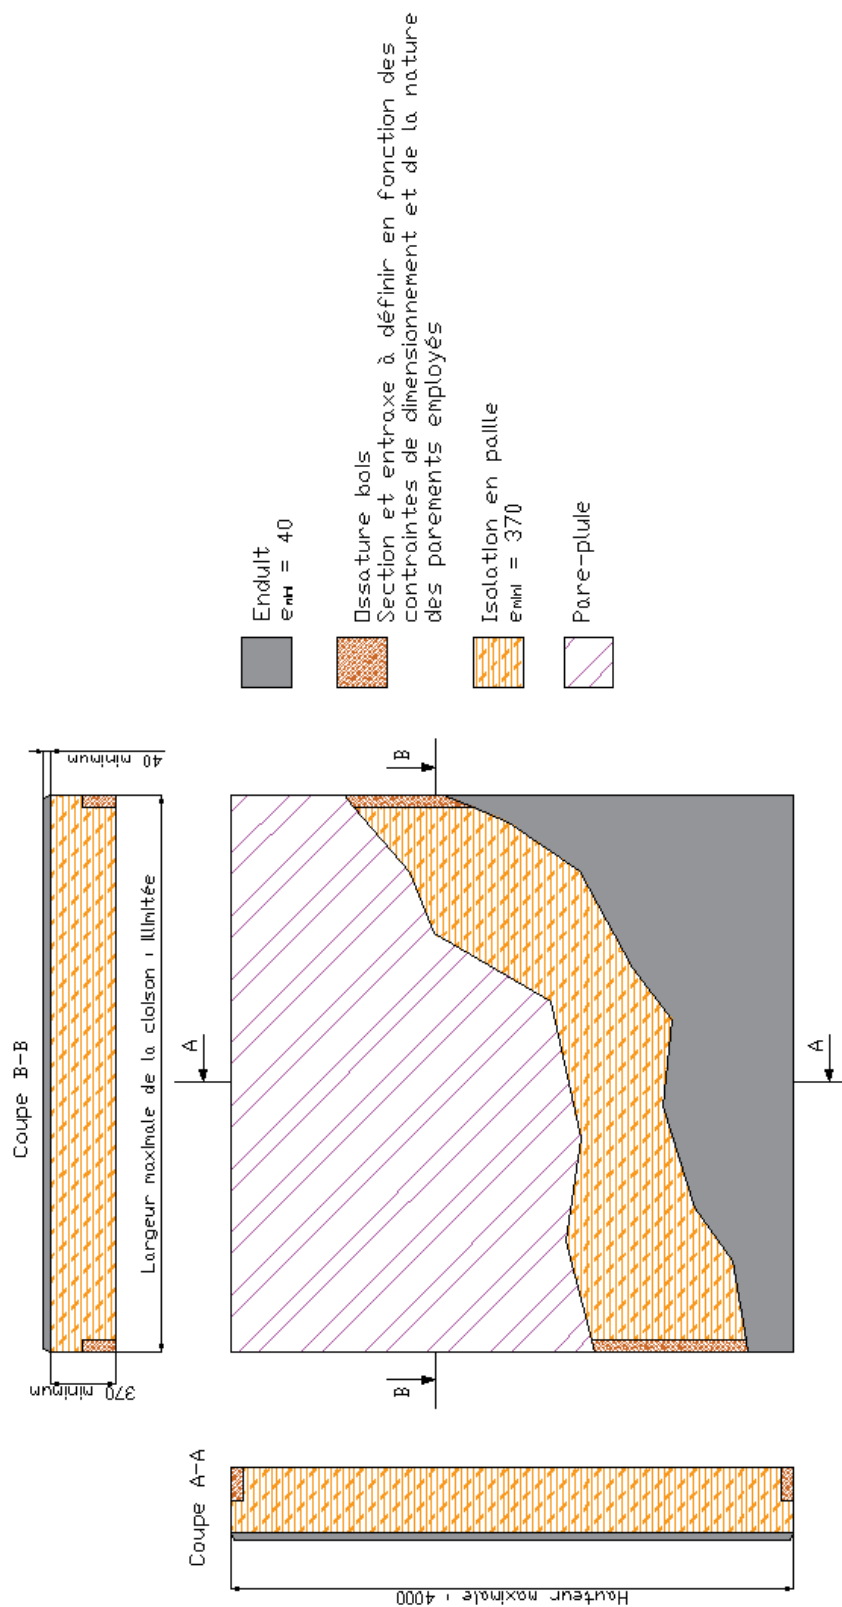 Coupe B-B
40 minimum
370 minimum
Largeur maximale de la cloison : illimitée
A
A
B
B
Coupe A-A
Hauteur maximale : 4000
Enduit
emini = 40
Ossature bois
Section et entraxe à définir en fonction des
contraintes de dimensionnement et de la nature
des parements employés
Isolation en paille
emini = 370
Pare-pluie